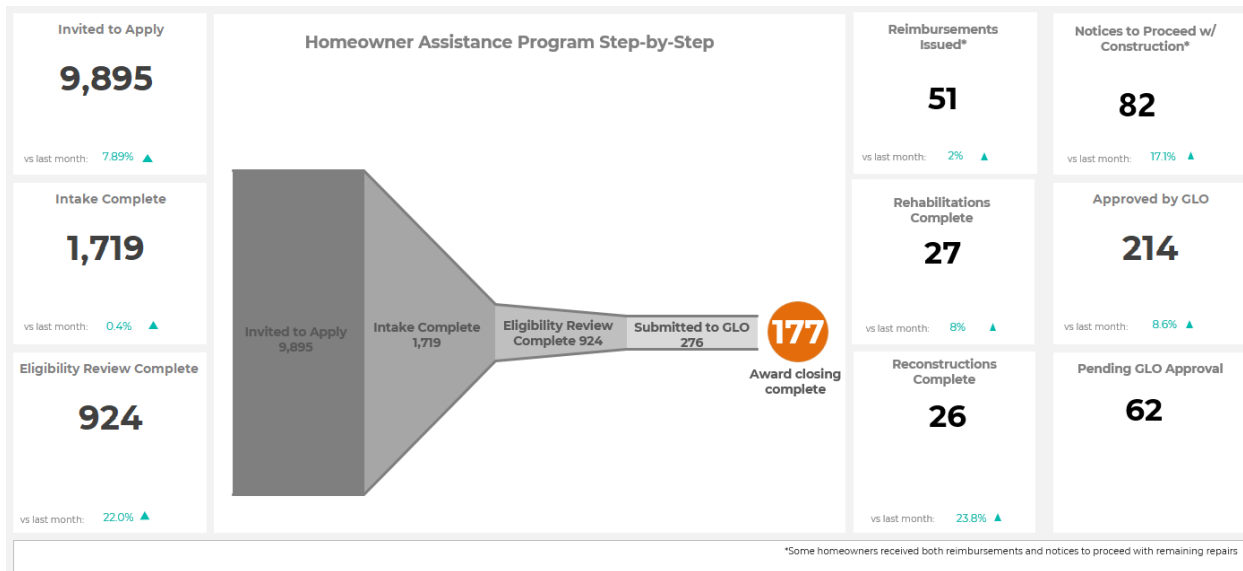 Invited to Apply
9,895
vs last month: 7.89%
Intake Complete
1,719
vs last month: 0.4%
Eligibility Review Complete
924
vs last month: 22.0%
Homeowner Assistance Program Step-by-Step
Invited to Apply
9,895
Intake Complete
1,719
Eligibility Review
Complete 924
Submitted to GLO
276
177
Award closing
complete
Reimbursements
Issued*
51
vs last month: 2%
Rehabilitations
Complete
27
vs last month: 8%
Reconstructions
Complete
26
vs last month: 23.8%
Notices to Proceed w/
Construction*
82
vs last month: 17.1%
Approved by GLO
214
vs last month: 8.6%
Pending GLO Approval
62
*Some homeowners received both reimbursements and notices to proceed with remaining repairs